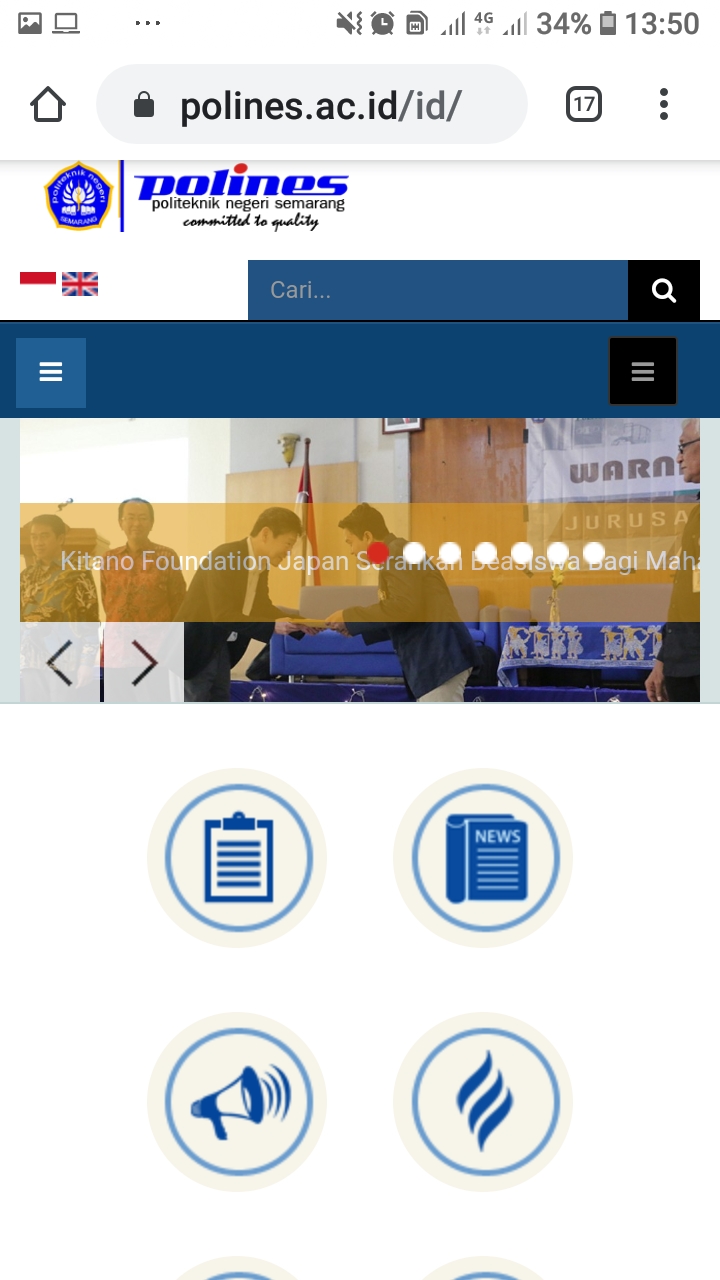 4G
34%
13:50
polines.ac.id/id/
17
politeknik negeri
SEMARANG
polines
politeknik negeri semarang
committed to quality
Cari...
WARN
JURUSA
Kitano Foundation Japan Serahkan Beasiswa Bagi Maha
NEWS